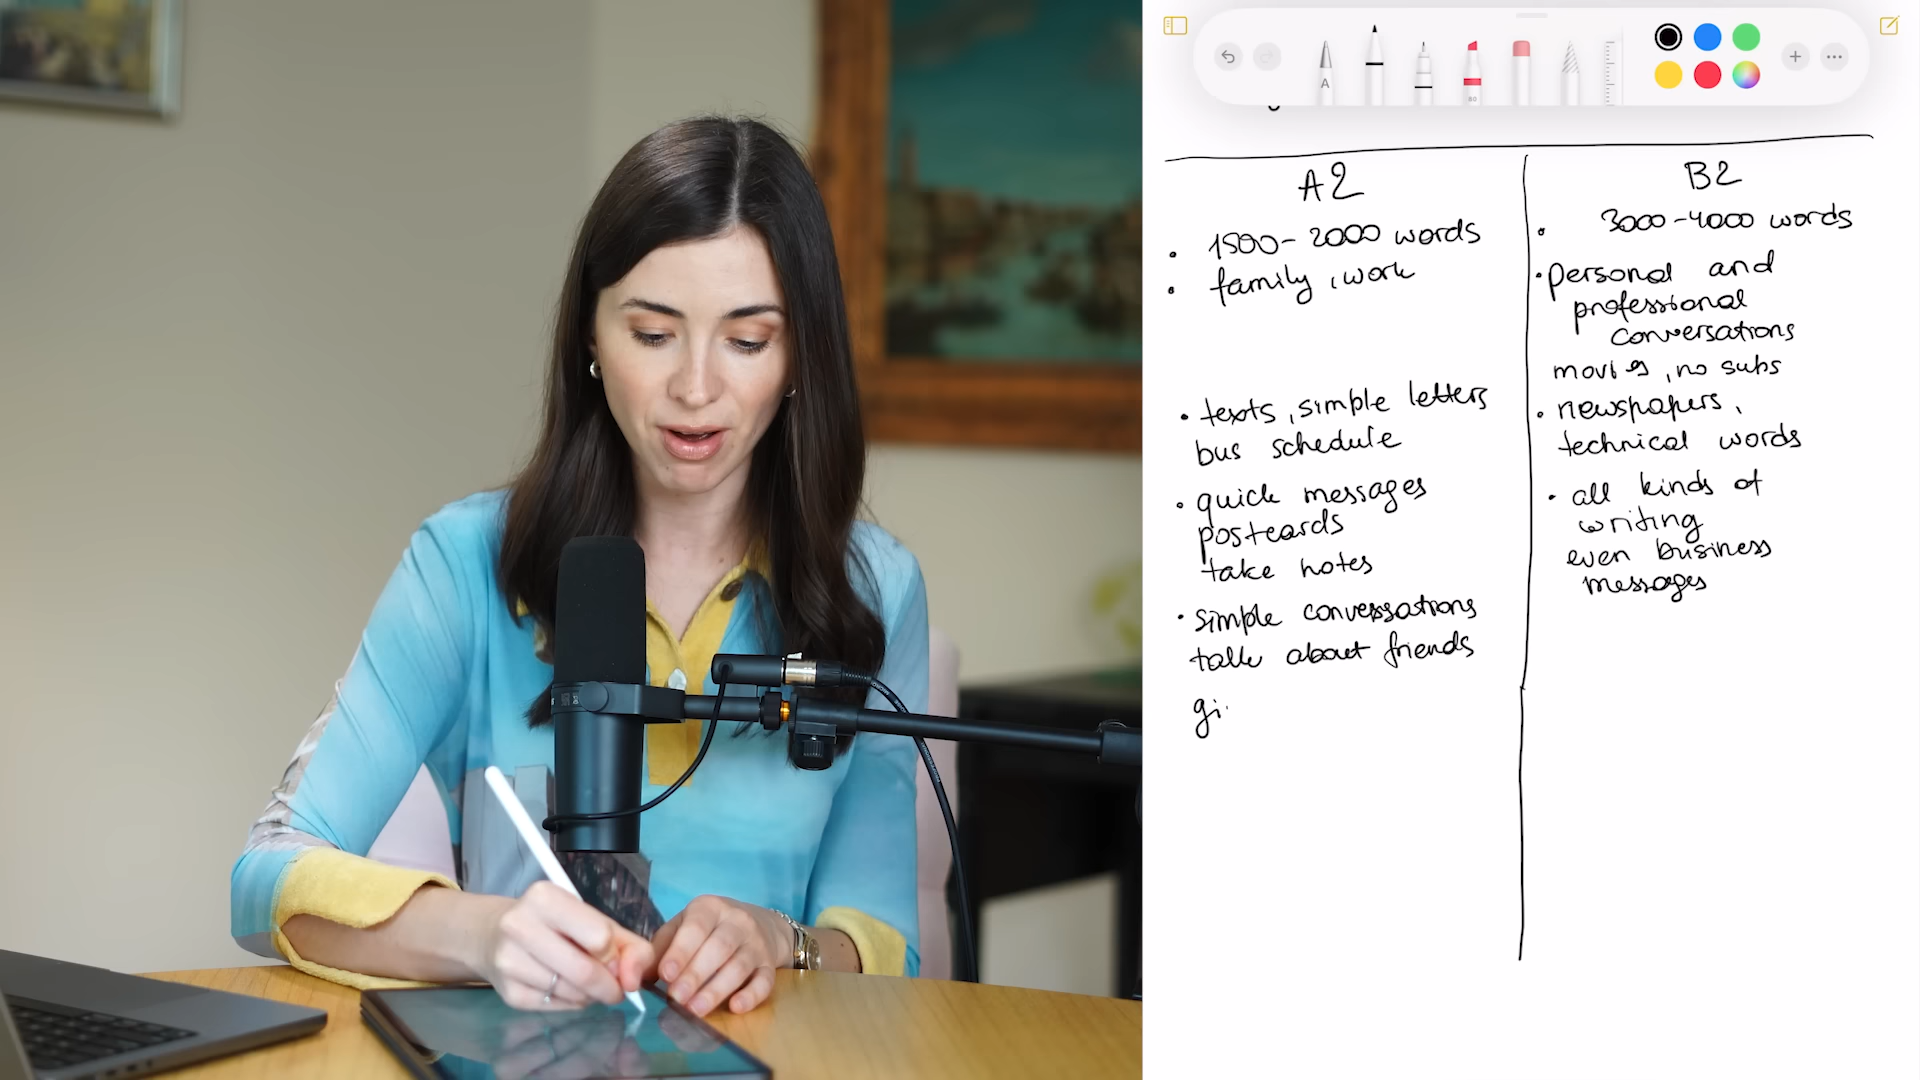 A
80
A2
1500-2000 words
family, work
texts, simple letters
bus schedule
quick messages
postcards
take notes
simple conversations
talk about friends
gi
B2
3000-4000 words
personal and
professional
conversations
movies, no subs
newspapers,
technical words
all kinds of
writing
even business
messages